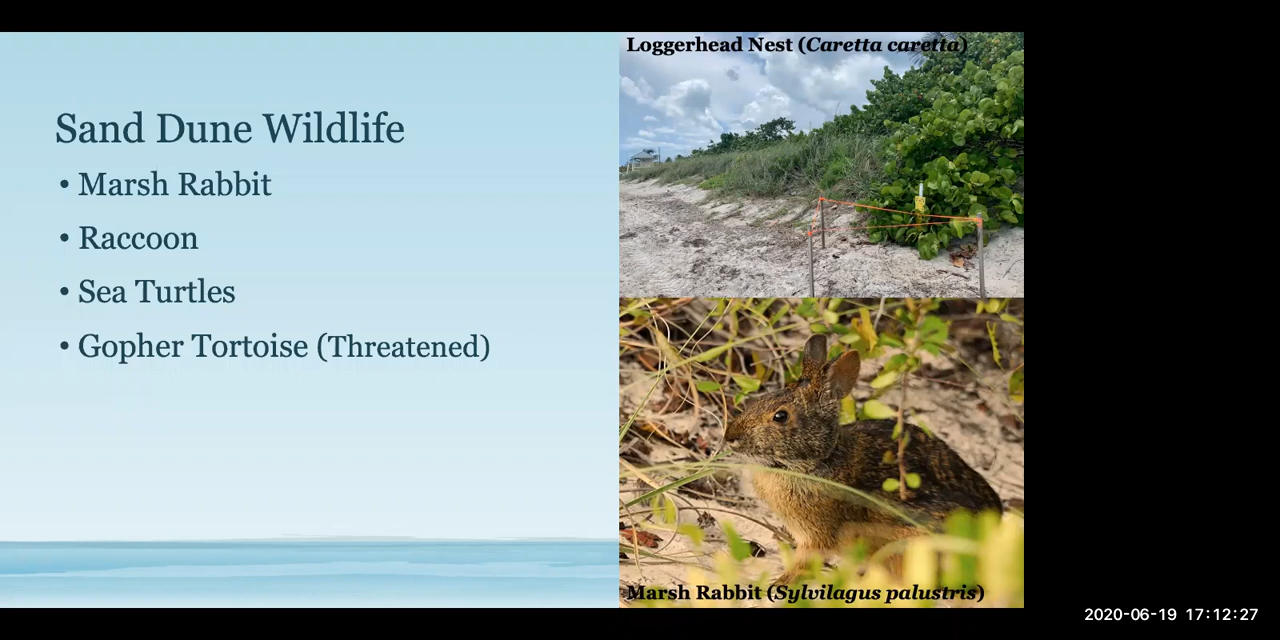 Loggerhead Nest (Caretta caretta)
Sand Dune Wildlife
• Marsh Rabbit
• Raccoon
• Sea Turtles
• Gopher Tortoise (Threatened)
Marsh Rabbit (Sylvilagus palustris)
2020-06-19 17:12:27